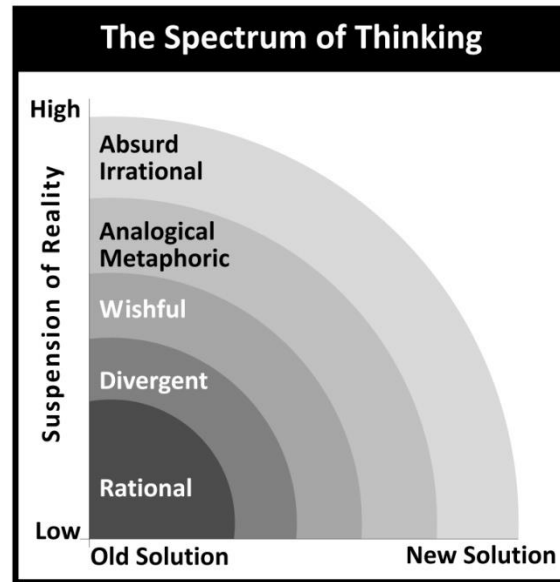 The Spectrum of Thinking
High
Suspension of Reality
Absurd
Irrational
Analogical
Metaphoric
Wishful
Divergent
Rational
Low
Old Solution
New Solution